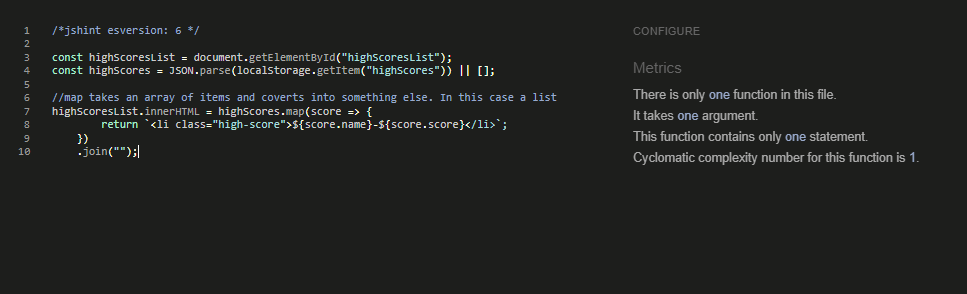 1 /*jshint esversion: 6 */
2
3 const highScoresList = document.getElementById("highScoresList");
4 const highScores = JSON.parse(localStorage.getItem("highScores")) || [];
5
6 //map takes an array of items and coverts into something else. In this case a list
7 highScoresList.innerHTML = highScores.map(score => {
8 return `<li class="high-score">${score.name}-${score.score}</li>`;
9 })
10 .join("");
CONFIGURE
Metrics
There is only one function in this file.
It takes one argument.
This function contains only one statement.
Cyclomatic complexity number for this function is 1.